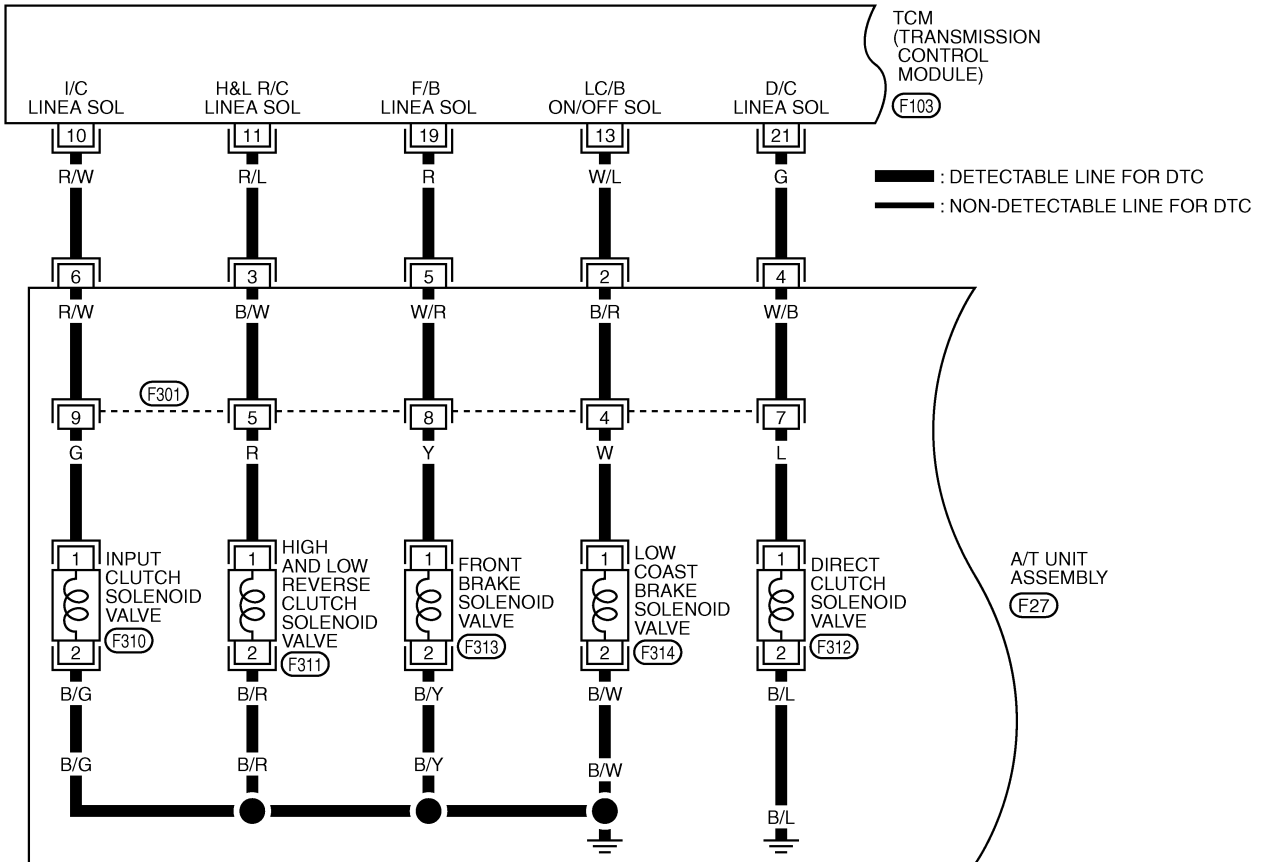 TCM
(TRANSMISSION
CONTROL
MODULE)
F103
I/C
LINEA SOL
H&L R/C
LINEA SOL
F/B
LINEA SOL
LC/B
ON/OFF SOL
D/C
LINEA SOL
10 11 19 13 21
R/W R/L R W/L G
: DETECTABLE LINE FOR DTC
: NON-DETECTABLE LINE FOR DTC
6 3 5 2 4
R/W B/W W/R B/R W/B
F301
9 5 8 4 7
G R Y W L
1 1 1 1 1
INPUT
CLUTCH
SOLENOID
VALVE
F310
HIGH
AND LOW
REVERSE
CLUTCH
SOLENOID
VALVE
F311
FRONT
BRAKE
SOLENOID
VALVE
F313
LOW
COAST
BRAKE
SOLENOID
VALVE
F314
DIRECT
CLUTCH
SOLENOID
VALVE
F312
A/T UNIT
ASSEMBLY
F27
2 2 2 2 2
B/G B/R B/Y B/W B/L
B/G B/R B/Y B/W
B/L